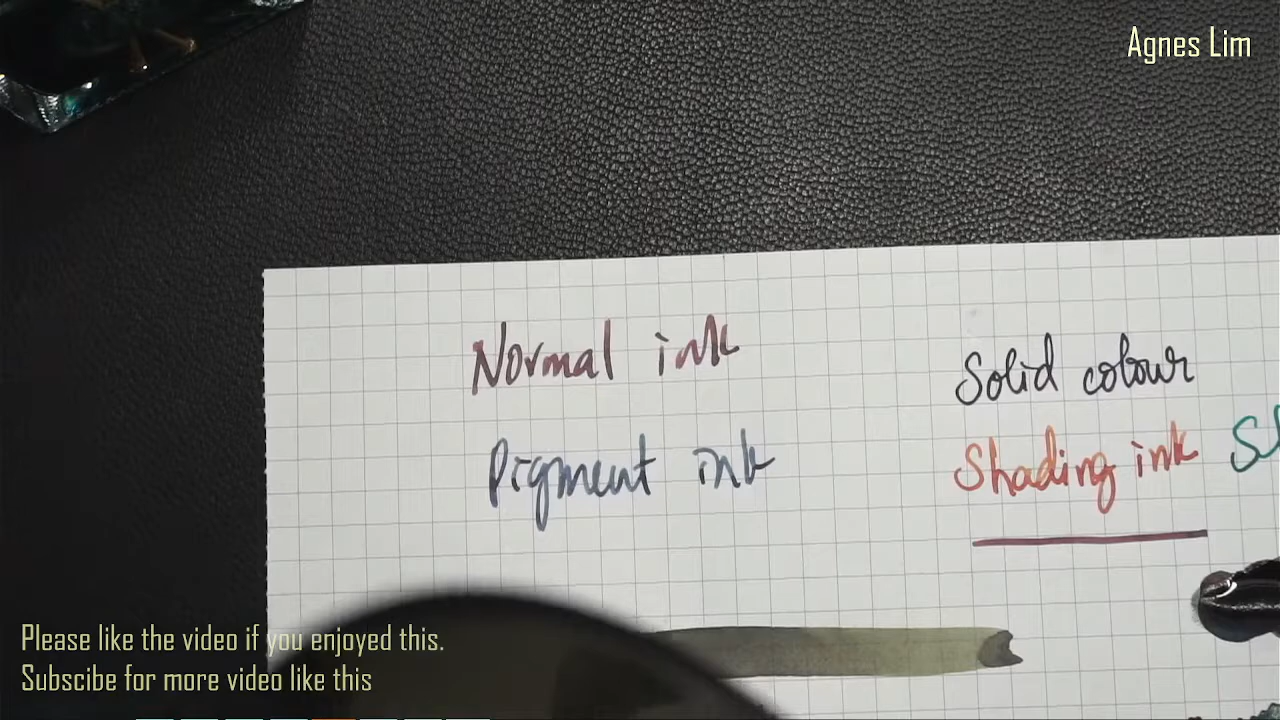 Agnes Lim
Normal ink
Solid colour
Pigment ink
Shading ink
Please like the video if you enjoyed this.
Subscibe for more video like this